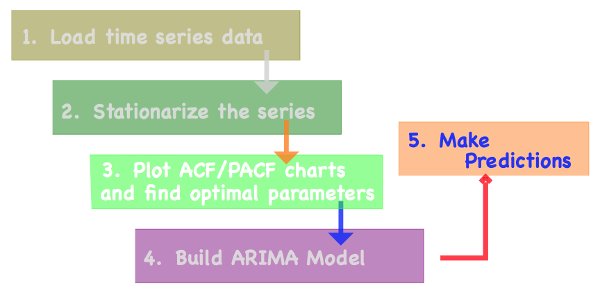 1. Load time series data
2. Stationarize the series
3. Plot ACF/PACF charts
and find optimal parameters
4. Build ARIMA Model
5. Make
Predictions